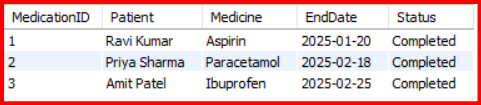 MedicationID Patient Medicine EndDate Status
1 Ravi Kumar Aspirin 2025-01-20 Completed
2 Priya Sharma Paracetamol 2025-02-18 Completed
3 Amit Patel Ibuprofen 2025-02-25 Completed